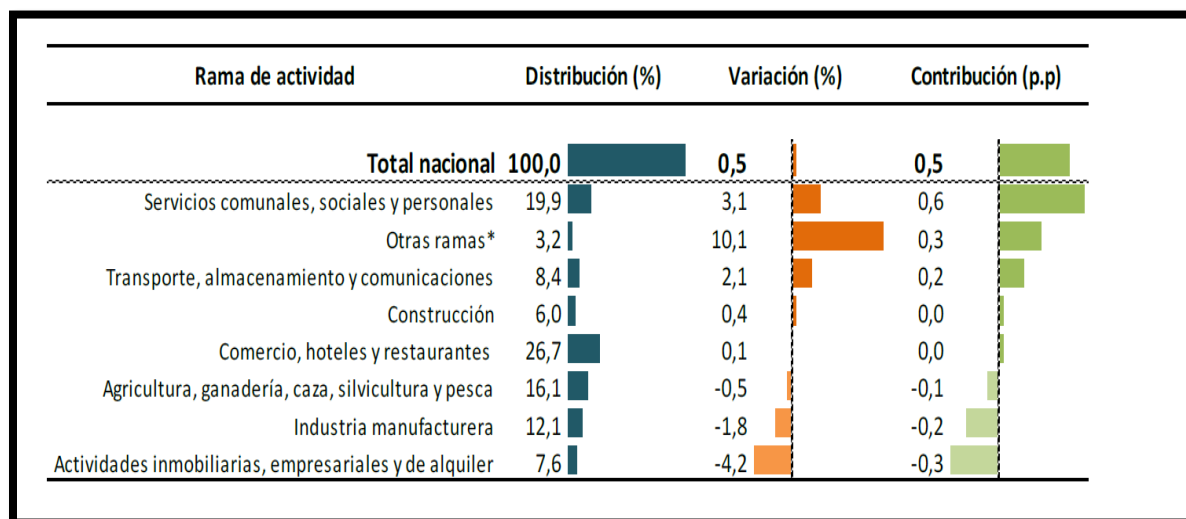 Rama de actividad Distribución (%) Variación (%) Contribución (p.p)
Total nacional 100,0 0,5 0,5
Servicios comunales, sociales y personales 19,9 3,1 0,6
Otras ramas* 3,2 10,1 0,3
Transporte, almacenamiento y comunicaciones 8,4 2,1 0,2
Construcción 6,0 0,4 0,0
Comercio, hoteles y restaurantes 26,7 0,1 0,0
Agricultura, ganadería, caza, silvicultura y pesca 16,1 -0,5 -0,1
Industria manufacturera 12,1 -1,8 -0,2
Actividades inmobiliarias, empresariales y de alquiler 7,6 -4,2 -0,3